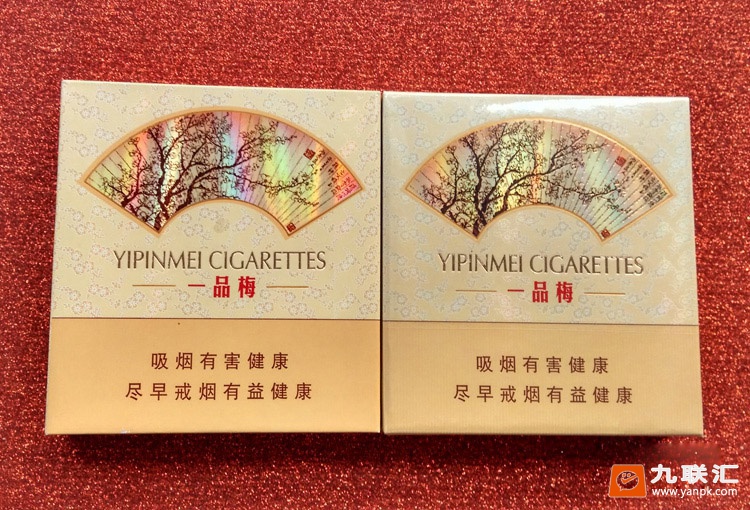 YIPINMEI CIGARETTES
一品梅
吸烟有害健康
尽早戒烟有益健康
YIPINMEI CIGARETTES
一品梅
吸烟有害健康
尽早戒烟有益健康
九联汇
www.yanpk.com